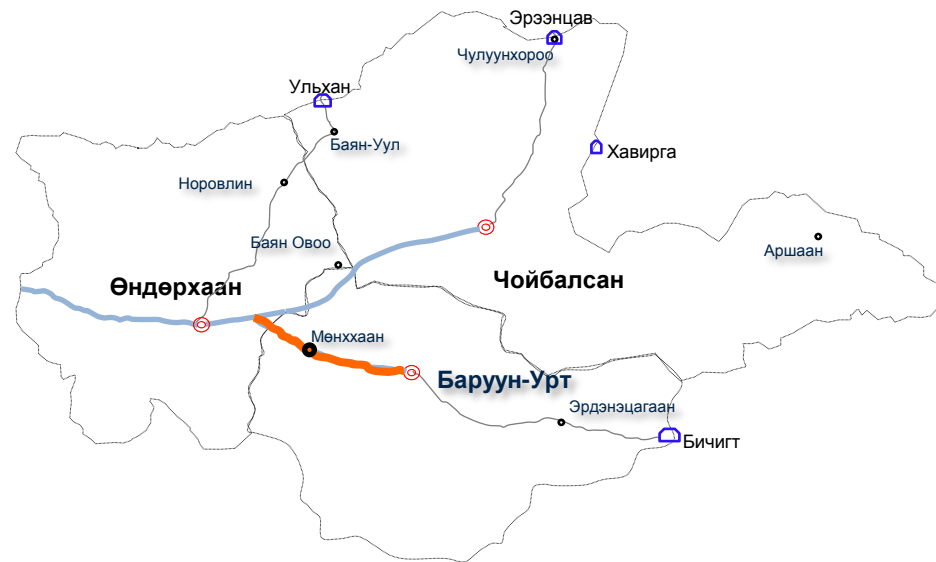 Эрээнцав
Чулуунхороо
Ульхан
Баян-Уул
Хавирга
Норовлин
Баян Овоо
Аршаан
Өндөрхаан
Чойбалсан
Мөнххаан
Баруун-Урт
Эрдэнэцагаан
Бичигт